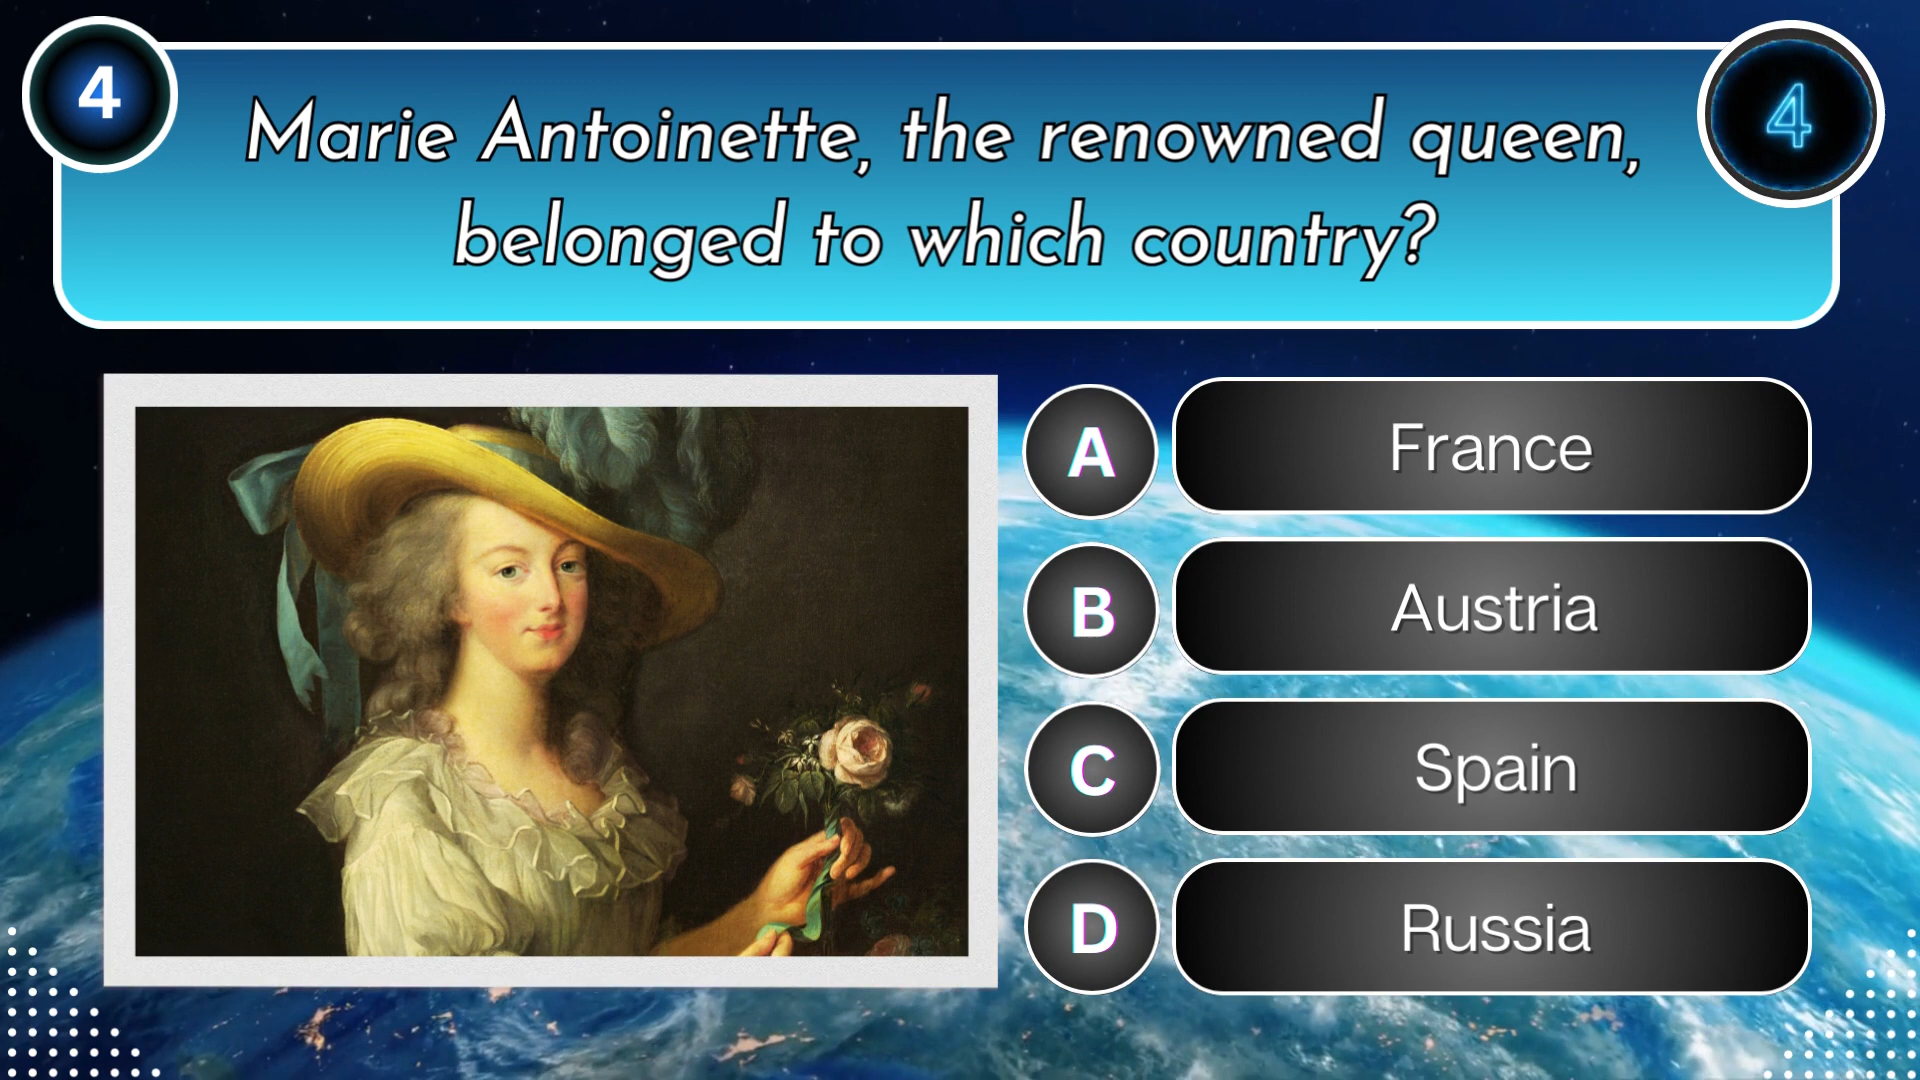 4
Marie Antoinette, the renowned queen,
belonged to which country?
4
A
France
B
Austria
C
Spain
D
Russia